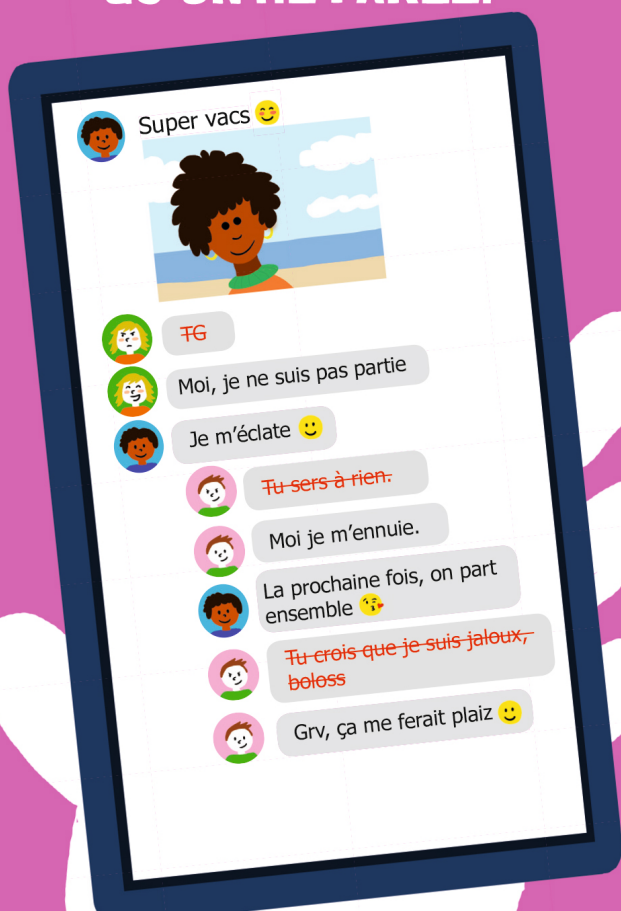 Super vacs 😊
TG
Moi, je ne suis pas partie
Je m'éclate 🙂
Tu sers à rien.
Moi je m'ennuie.
La prochaine fois, on part
ensemble 😘
Tu crois que je suis jaloux,
boloss
Grv, ça me ferait plaiz 🙂